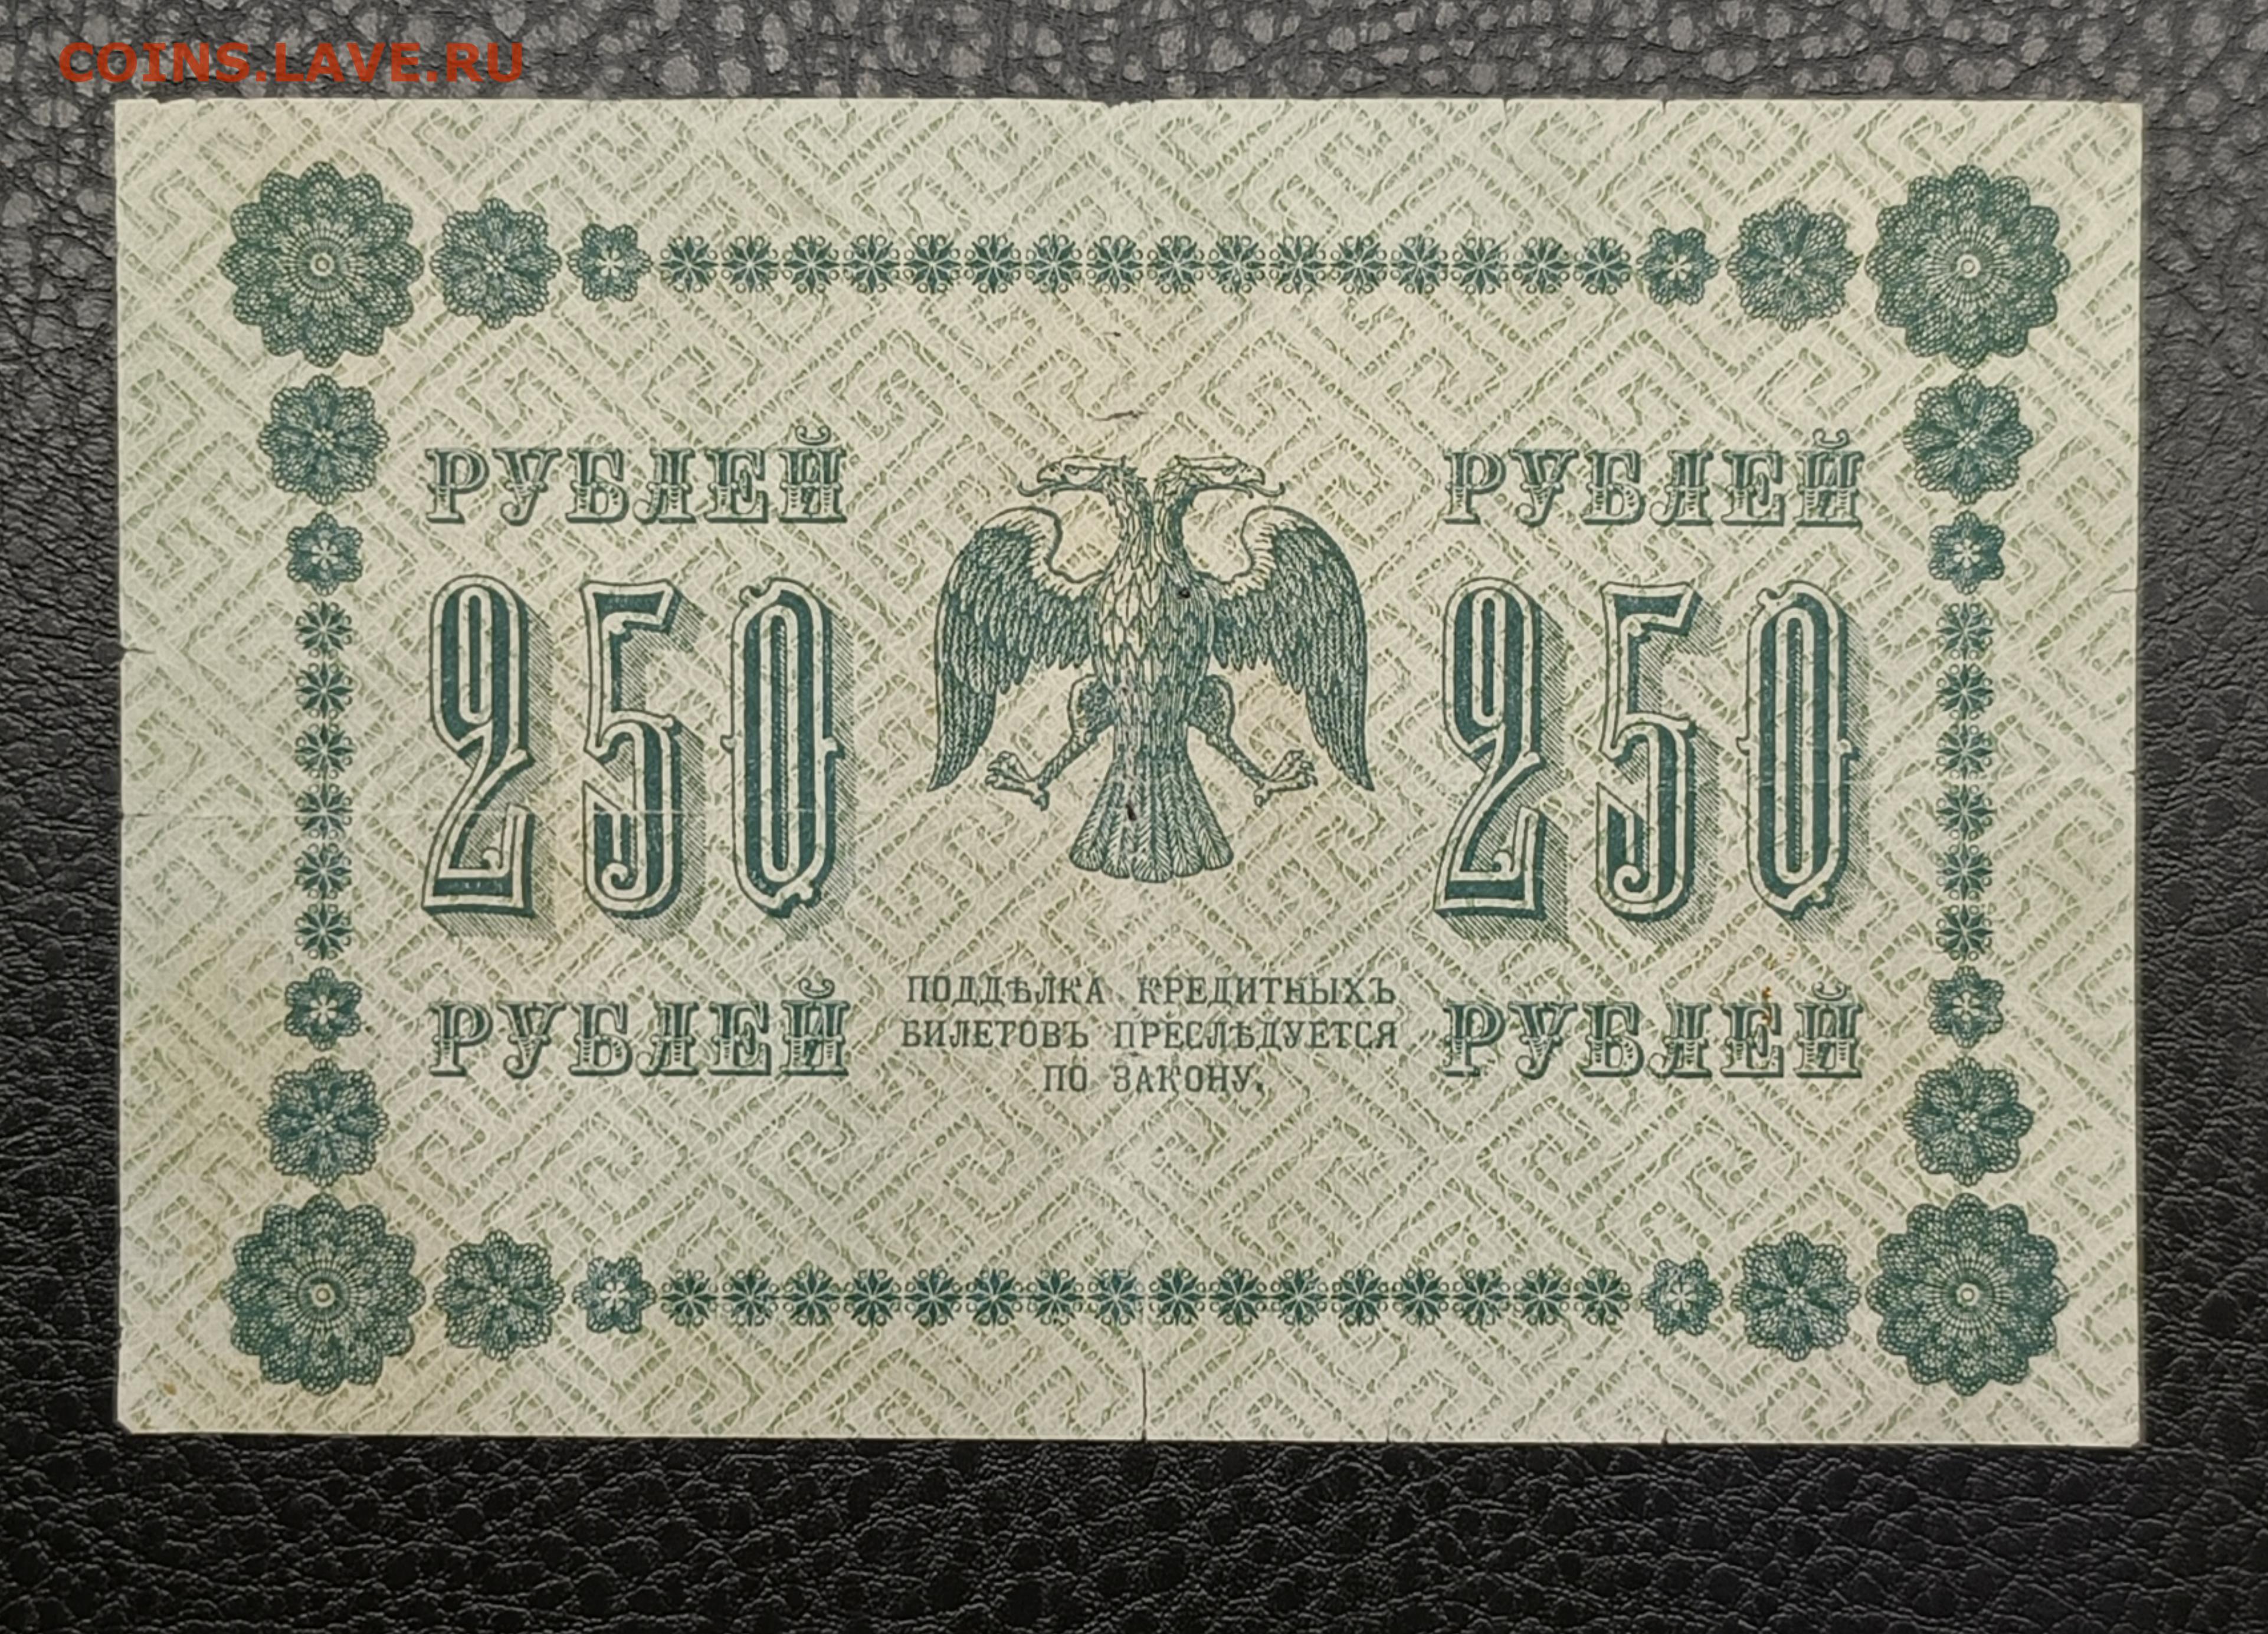 COINS.LAVE.RU
РУБЛЕЙ
250
РУБЛЕЙ
ПОДДѢЛКА КРЕДИТНЫХЪ
БИЛЕТОВЪ ПРЕСЛѢДУЕТСЯ
ПО ЗАКОНУ.
РУБЛЕЙ
250
РУБЛЕЙ